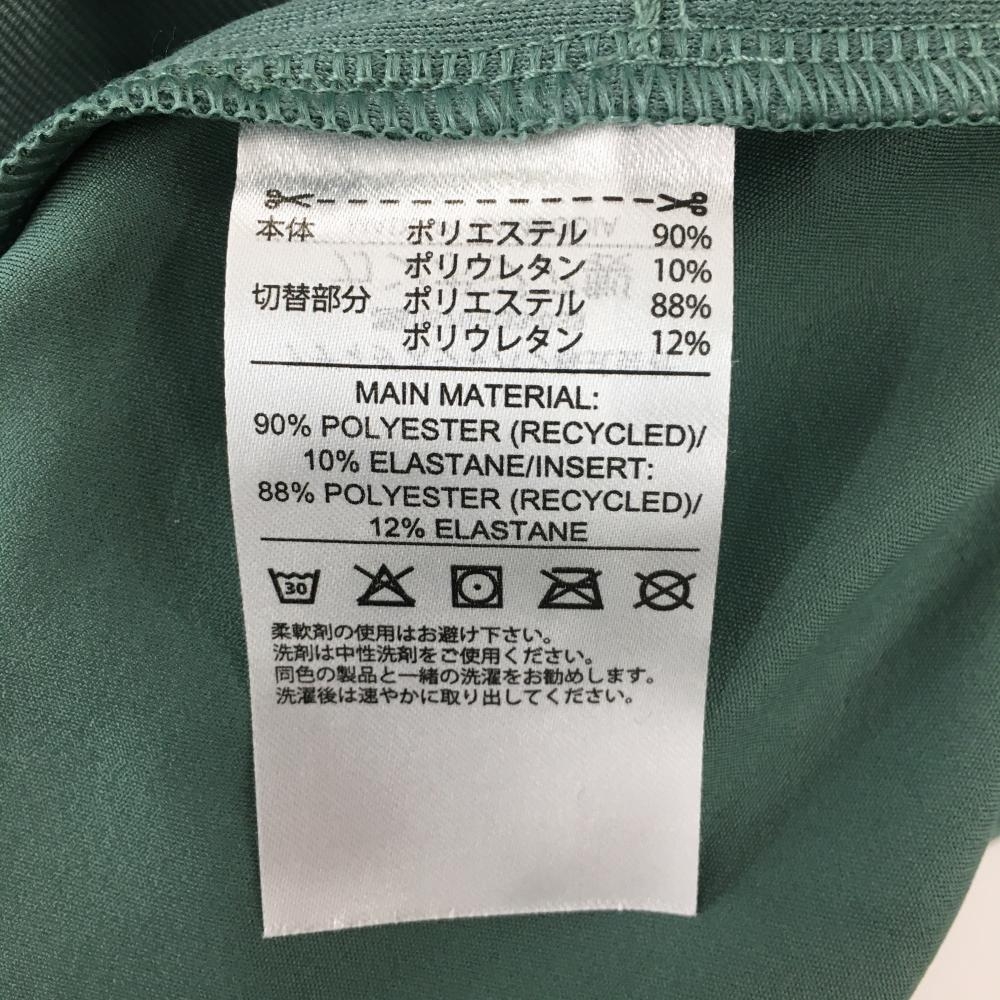 本体 ポリエステル 90%
ポリウレタン 10%
切替部分 ポリエステル 88%
ポリウレタン 12%
MAIN MATERIAL:
90% POLYESTER (RECYCLED)/
10% ELASTANE/INSERT:
88% POLYESTER (RECYCLED)/
12% ELASTANE
30
柔軟剤の使用はお避け下さい。
洗剤は中性洗剤をご使用ください。
同色の製品と一緒の洗濯をお勧めします。
洗濯後は速やかに取り出してください。